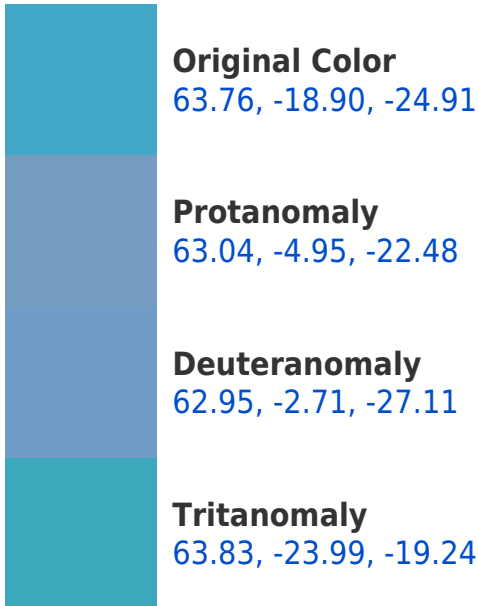 Original Color
63.76, -18.90, -24.91
Protanomaly
63.04, -4.95, -22.48
Deuteranomaly
62.95, -2.71, -27.11
Tritanomaly
63.83, -23.99, -19.24